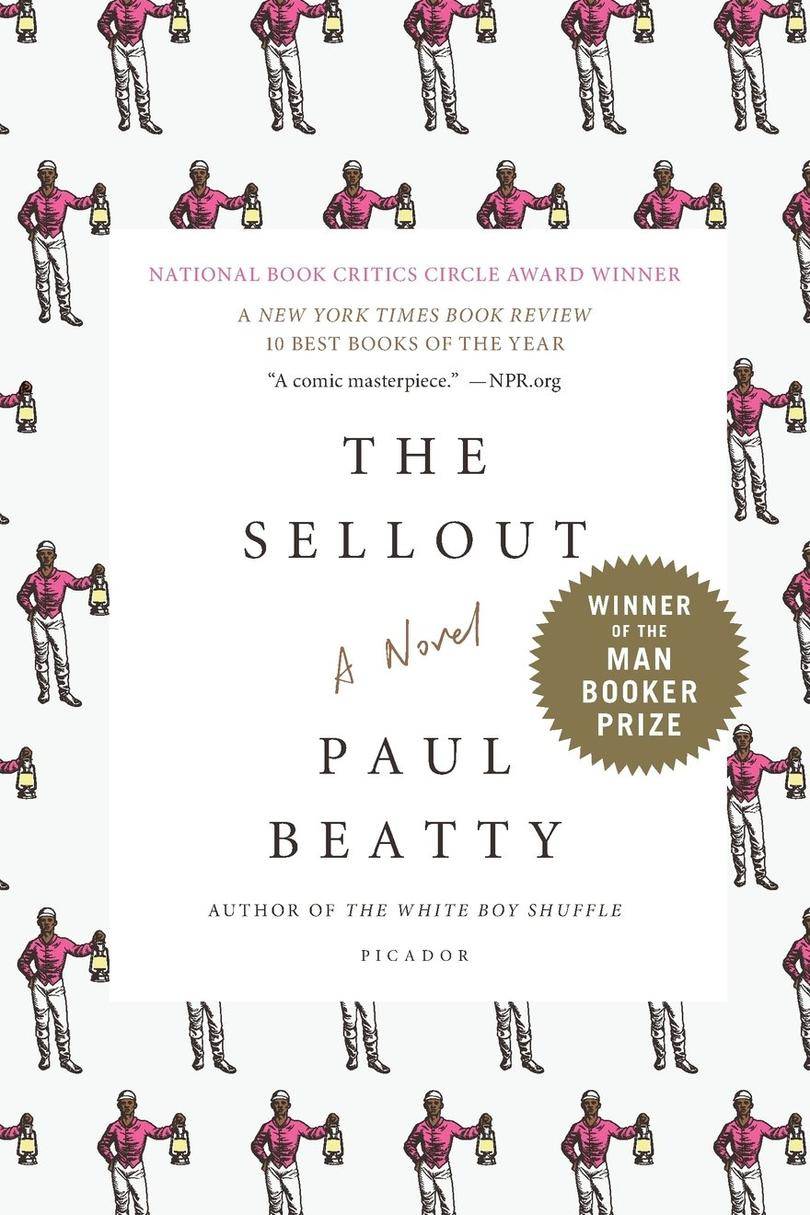 NATIONAL BOOK CRITICS CIRCLE AWARD WINNER
A NEW YORK TIMES BOOK REVIEW
10 BEST BOOKS OF THE YEAR
“A comic masterpiece.” —NPR.org
THE
SELLOUT
A Novel
WINNER
OF THE
MAN
BOOKER
PRIZE
PAUL
BEATTY
AUTHOR OF THE WHITE BOY SHUFFLE
PICADOR